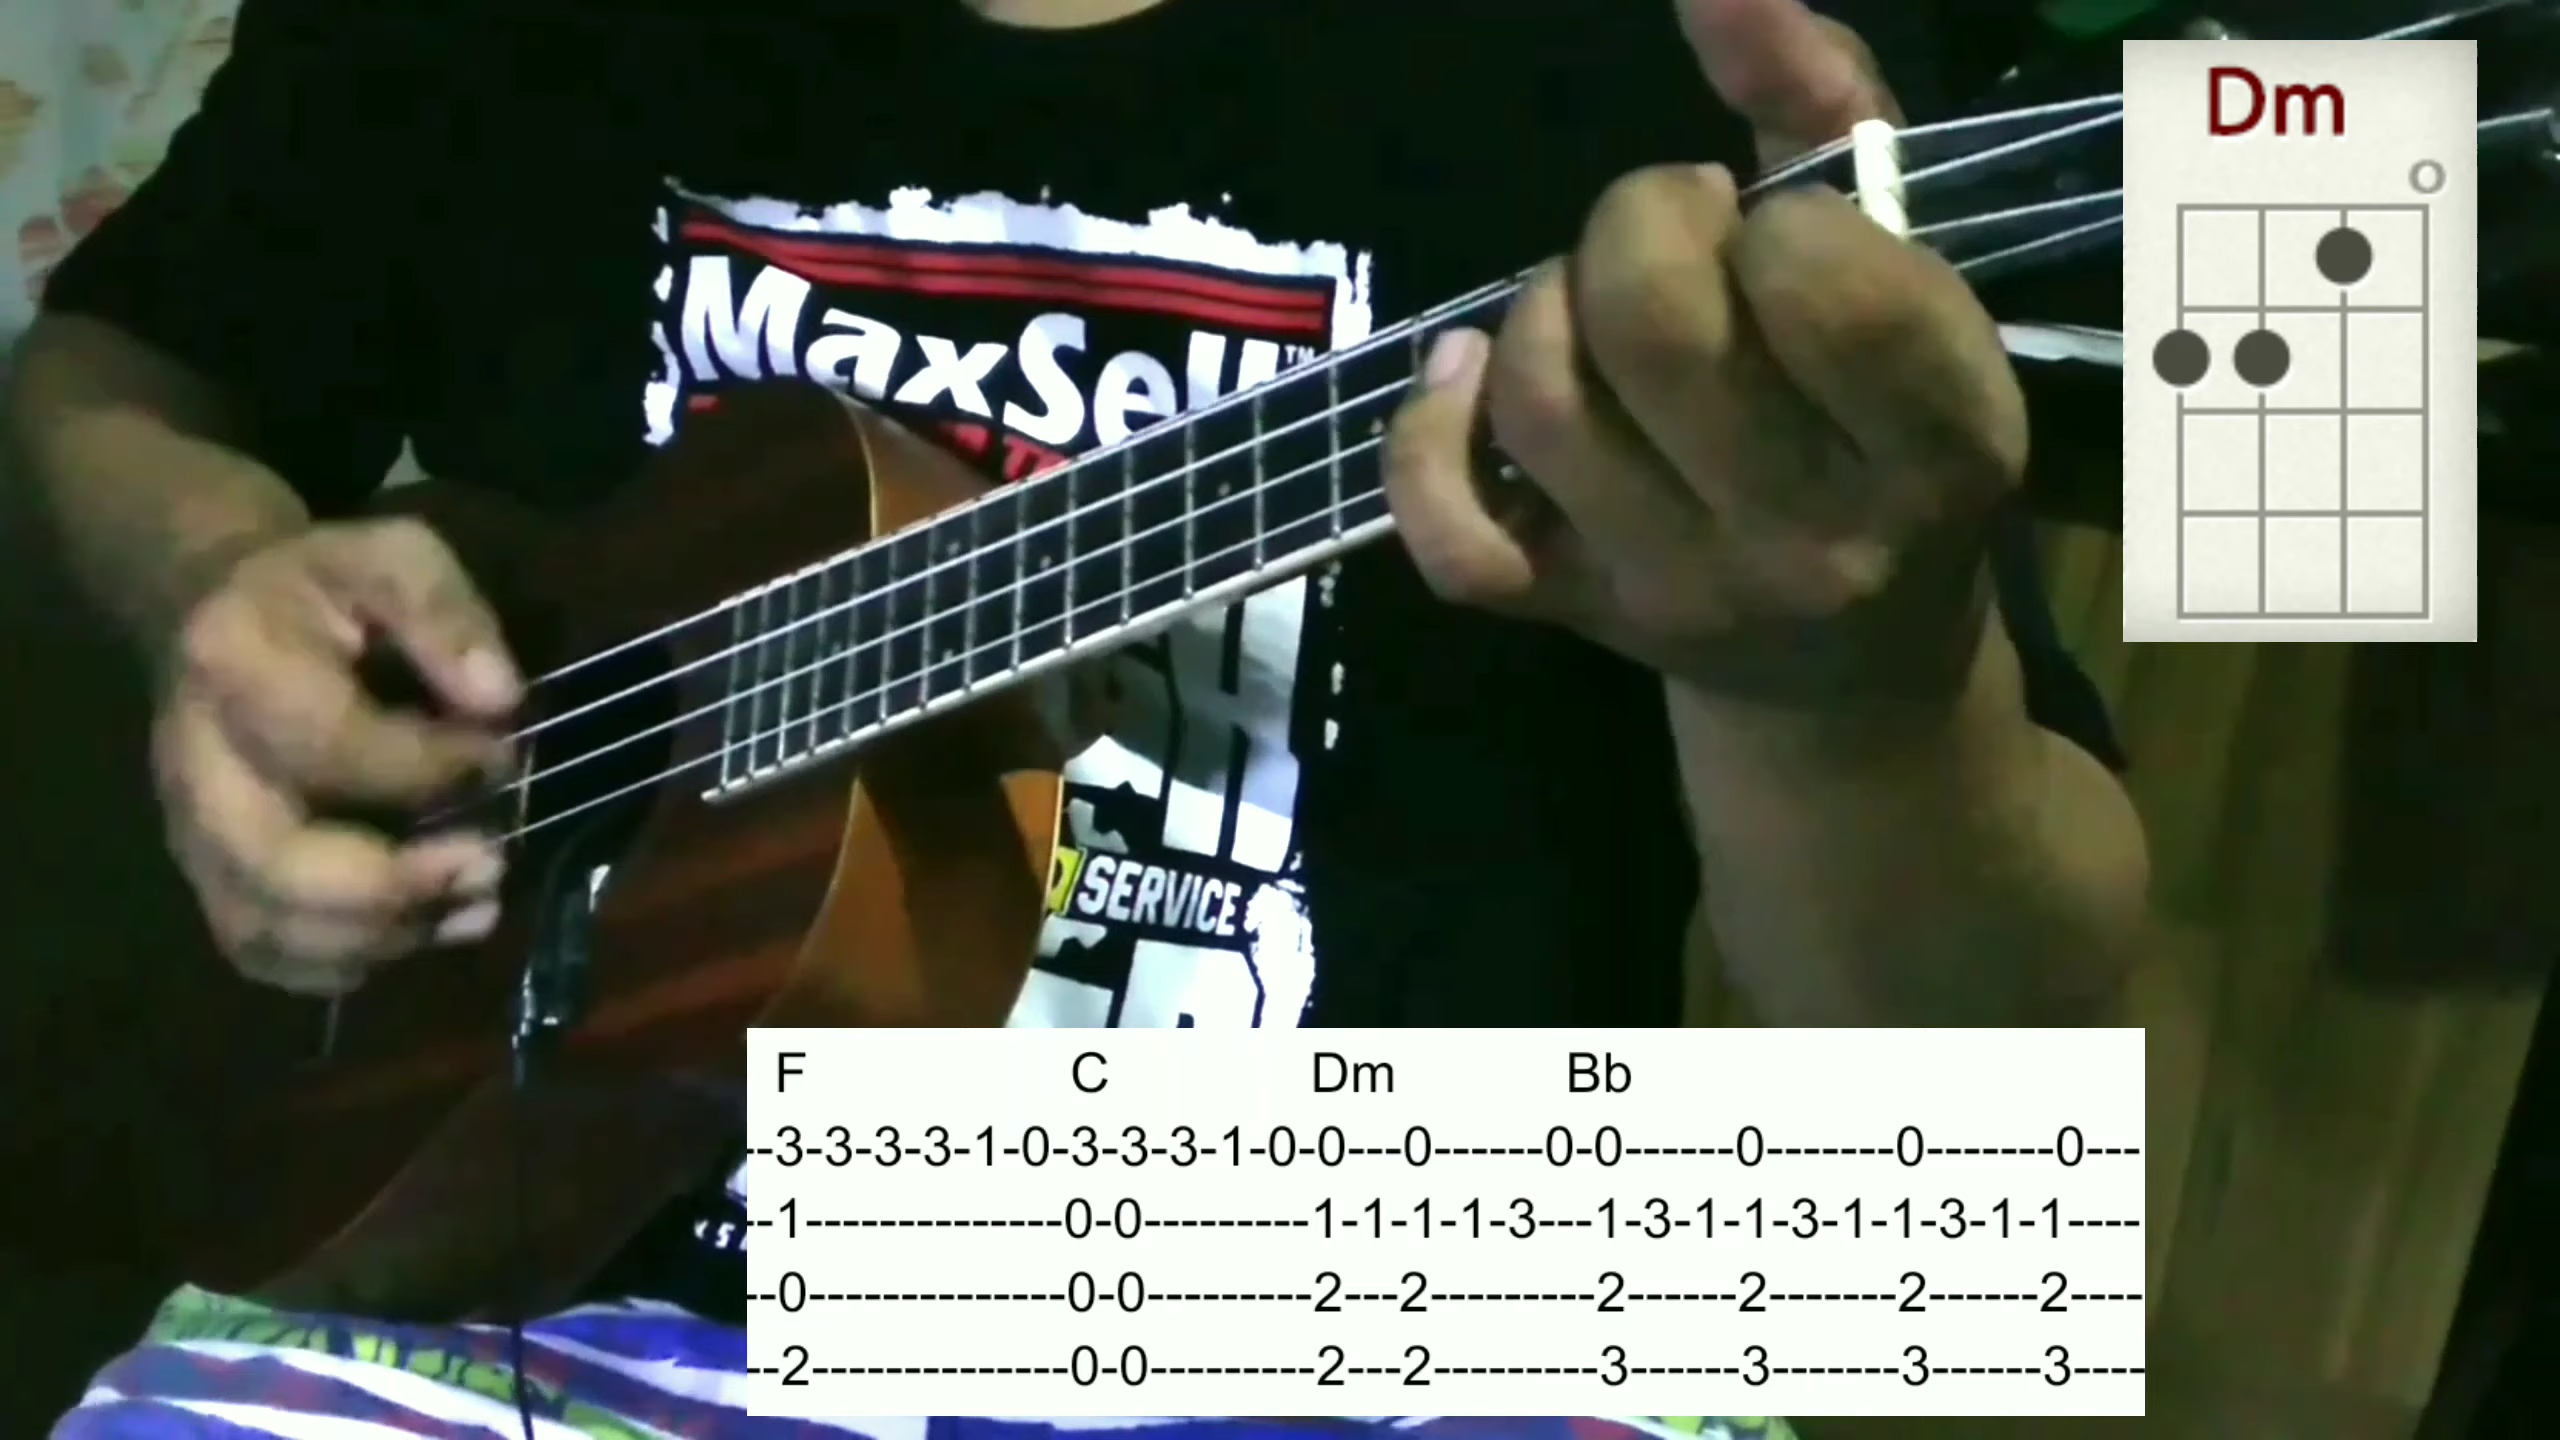 Dm
o
MaxSell™
SERVICE
F C Dm Bb
--3-3-3-3-1-0-3-3-3-1-0-0---0------0-0------0-------0-------0---
--1--------------0-0---------1-1-1-1-3---1-3-1-1-3-1-1-3-1-1----
--0--------------0-0---------2---2---------2------2-------2------2----
--2--------------0-0---------2---2---------3------3-------3------3----